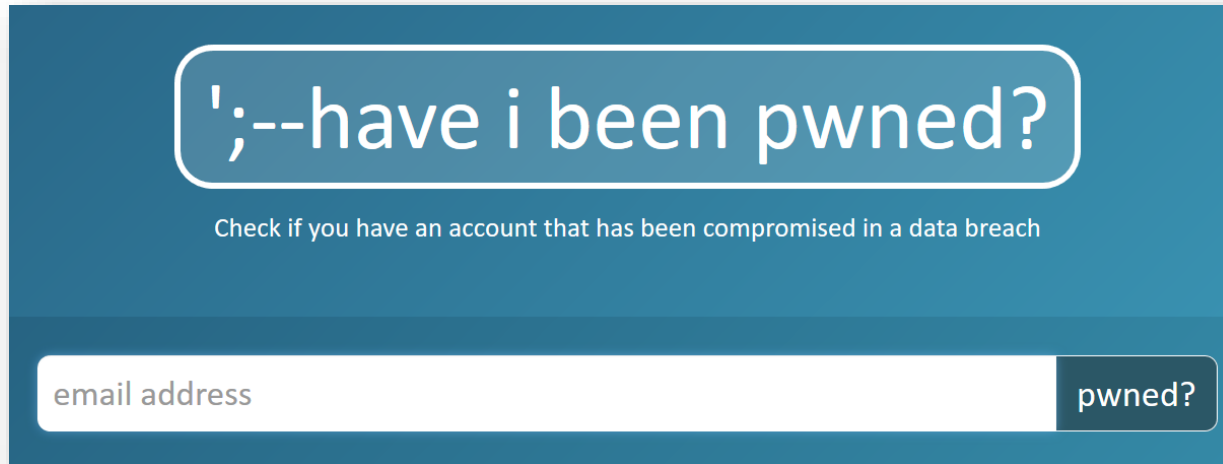 ';--have i been pwned?
Check if you have an account that has been compromised in a data breach
email address
pwned?